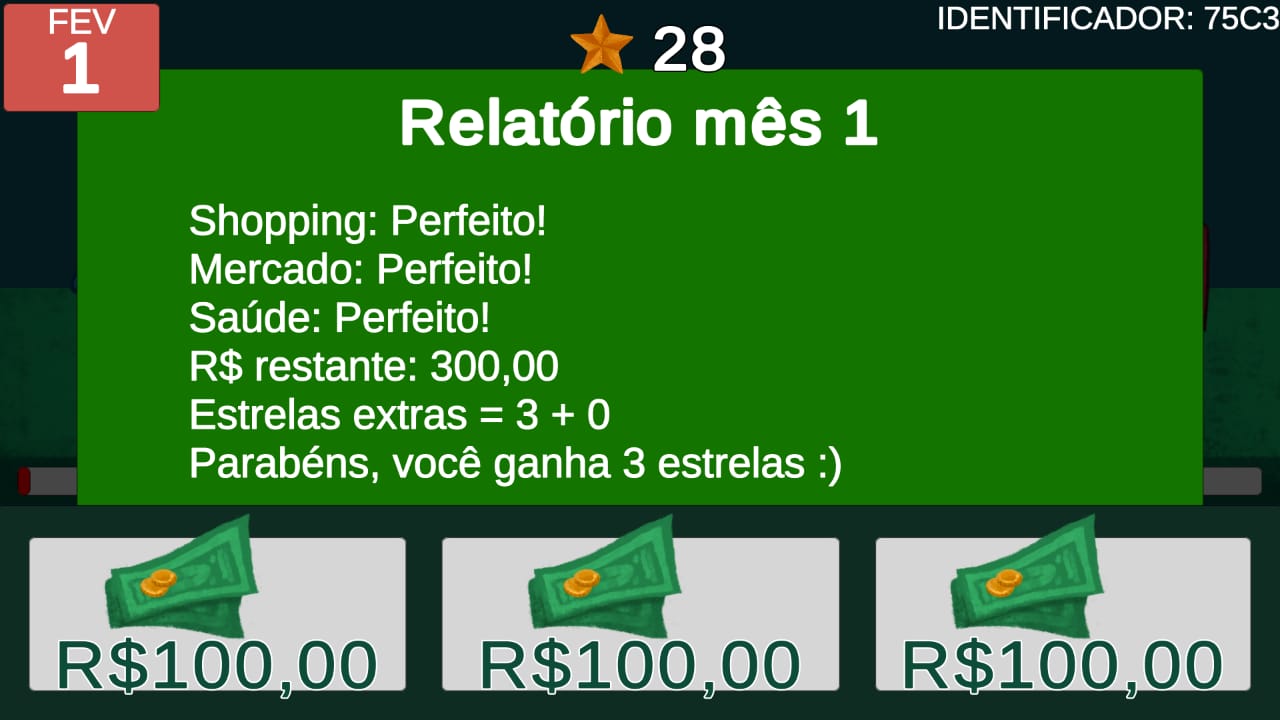 FEV
1
28
IDENTIFICADOR: 75C3
Relatório mês 1
Shopping: Perfeito!
Mercado: Perfeito!
Saúde: Perfeito!
R$ restante: 300,00
Estrelas extras = 3 + 0
Parabéns, você ganha 3 estrelas :)
R$100,00
R$100,00
R$100,00